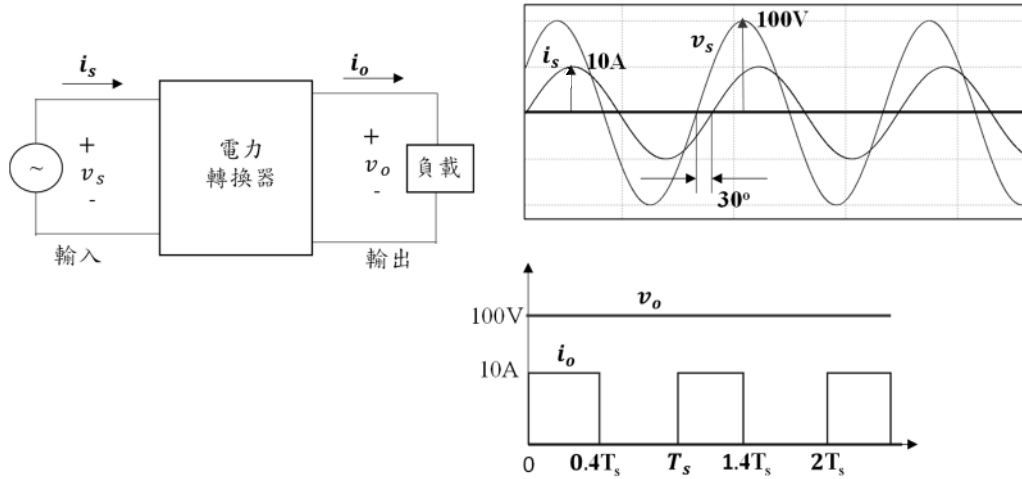 i_s
i_o
~
+
v_s
-
電力
轉換器
+
v_o
-
負載
輸入
輸出
100V
v_s
i_s
10A
30°
v_o
100V
i_o
10A
0
0.4T_s
T_s
1.4T_s
2T_s